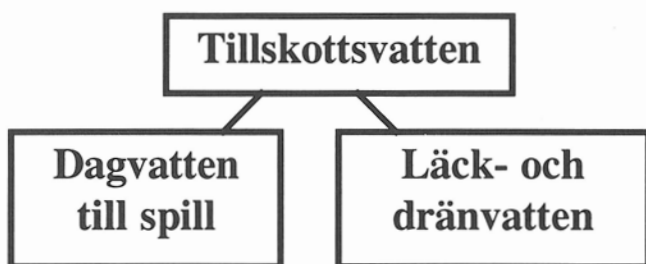 Tillskottsvatten
Dagvatten
till spill
Läck- och
dränvatten